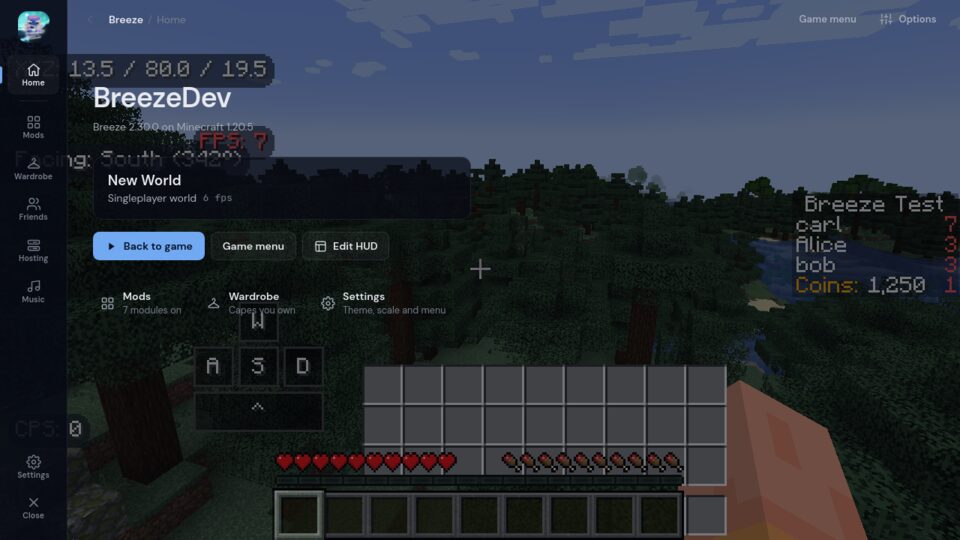 Breeze / Home
Game menu
Options
XYZ: 13.5 / 80.0 / 19.5
Home
BreezeDev
Breeze 2.30.0 on Minecraft 1.20.5
Mods
FPS: 7
Facing: South (342°)
Wardrobe
New World
Singleplayer world 6 fps
Friends
Breeze Test
carl 7
Alice 3
bob 3
Coins: 1,250 1
Back to game
Game menu
Edit HUD
Hosting
Music
Mods
7 modules on
Wardrobe
Capes you own
Settings
Theme, scale and menu
W
A S D
^
CPS: 0
Settings
Close